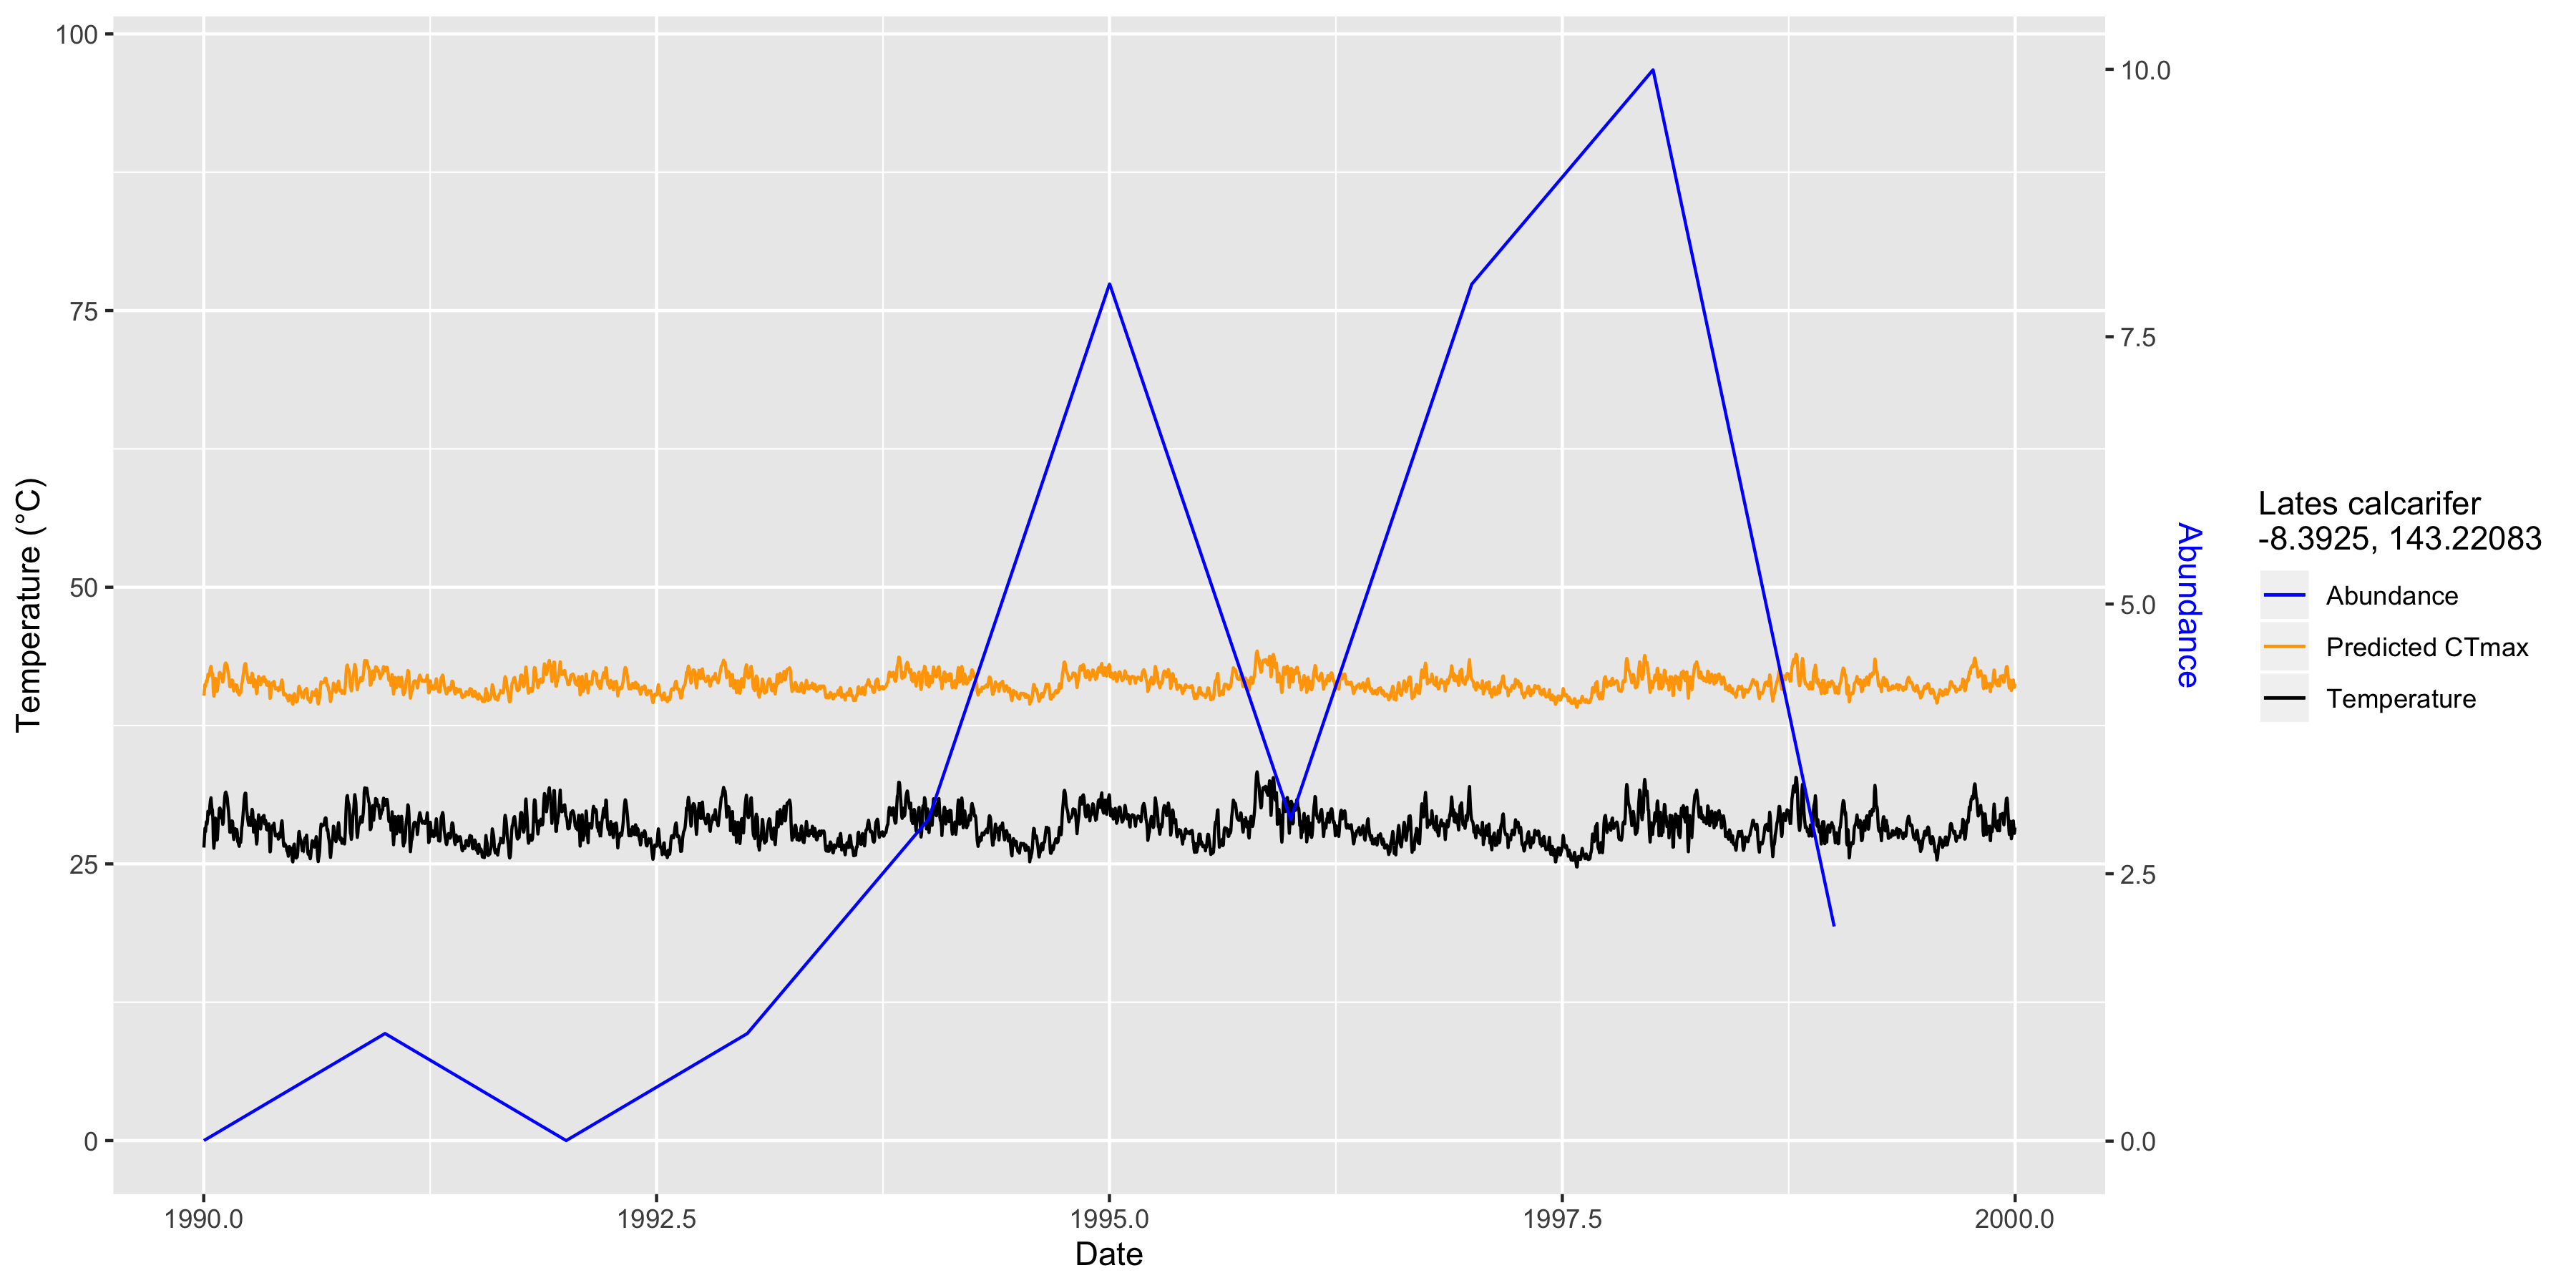 100
75
50
25
0
Temperature (°C)
1990.0
1992.5
1995.0
1997.5
2000.0
Date
10.0
7.5
5.0
2.5
0.0
Abundance
Lates calcarifer
-8.3925, 143.22083
Abundance
Predicted CTmax
Temperature